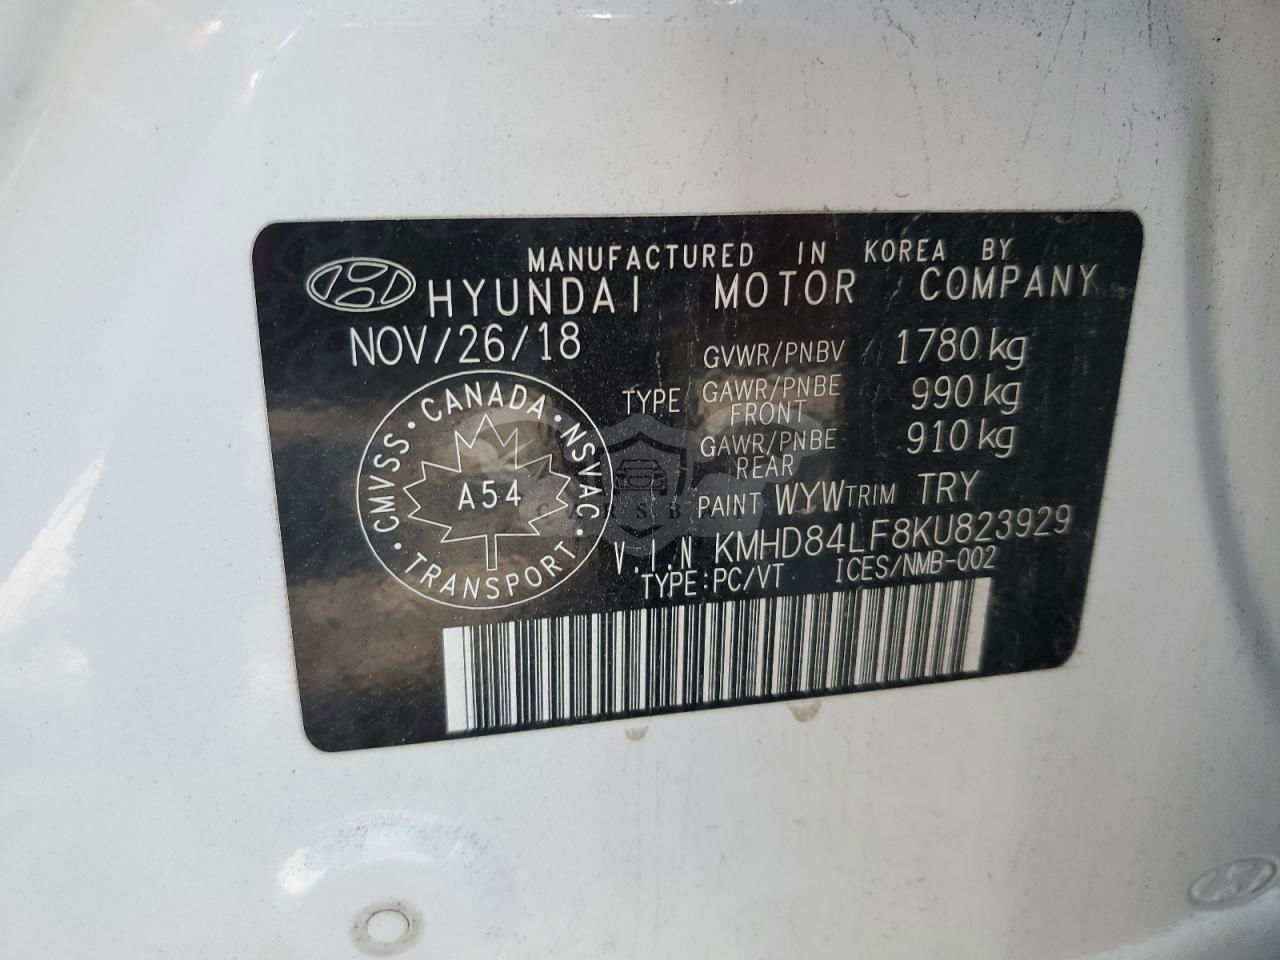 MANUFACTURED IN KOREA BY
HYUNDAI MOTOR COMPANY
NOV/26/18
GVWR/PNBV 1780 kg
TYPE GAWR/PNBE FRONT 990 kg
GAWR/PNBE REAR 910 kg
PAINT WYW TRIM TRY
V.I.N KMHD84LF8KU823929
TYPE:PC/VT ICES/NMB-002
CANADA · NSVAC · TRANSPORT · CMVSS ·
A54